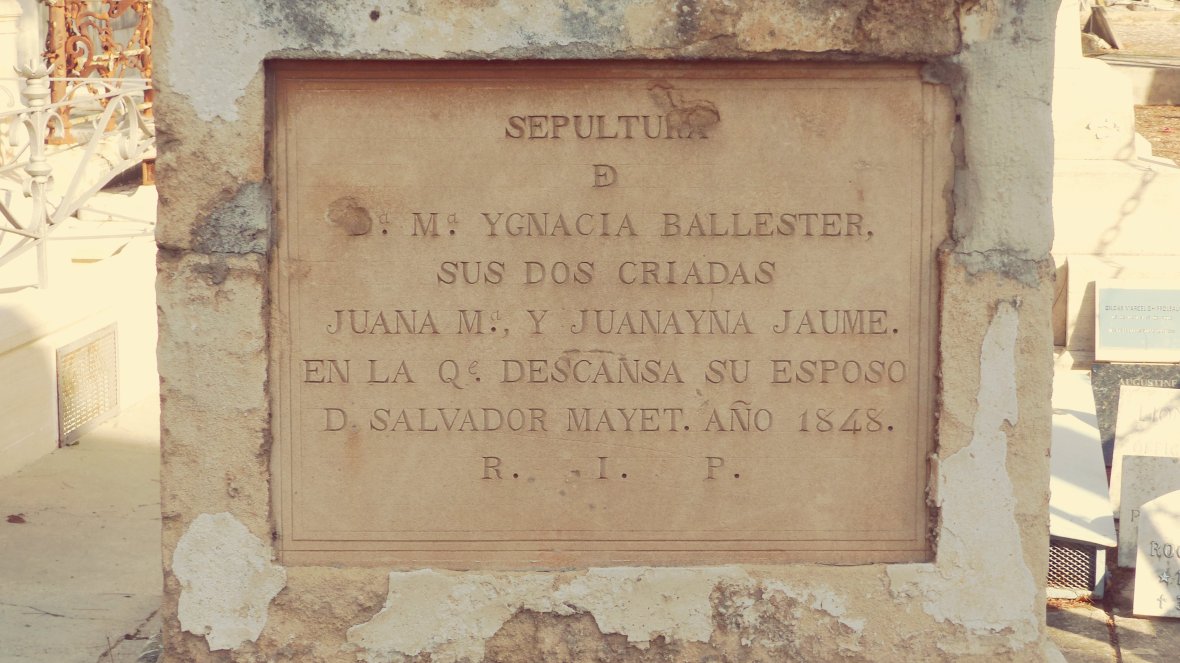 SEPULTURA
D
Dª. Mª. YGNACIA BALLESTER,
SUS DOS CRIADAS
JUANA Mª, Y JUANAYNA JAUME.
EN LA Qᵉ. DESCANSA SU ESPOSO
D. SALVADOR MAYET. AÑO 1848.
R. I. P.
AUGUSTINE